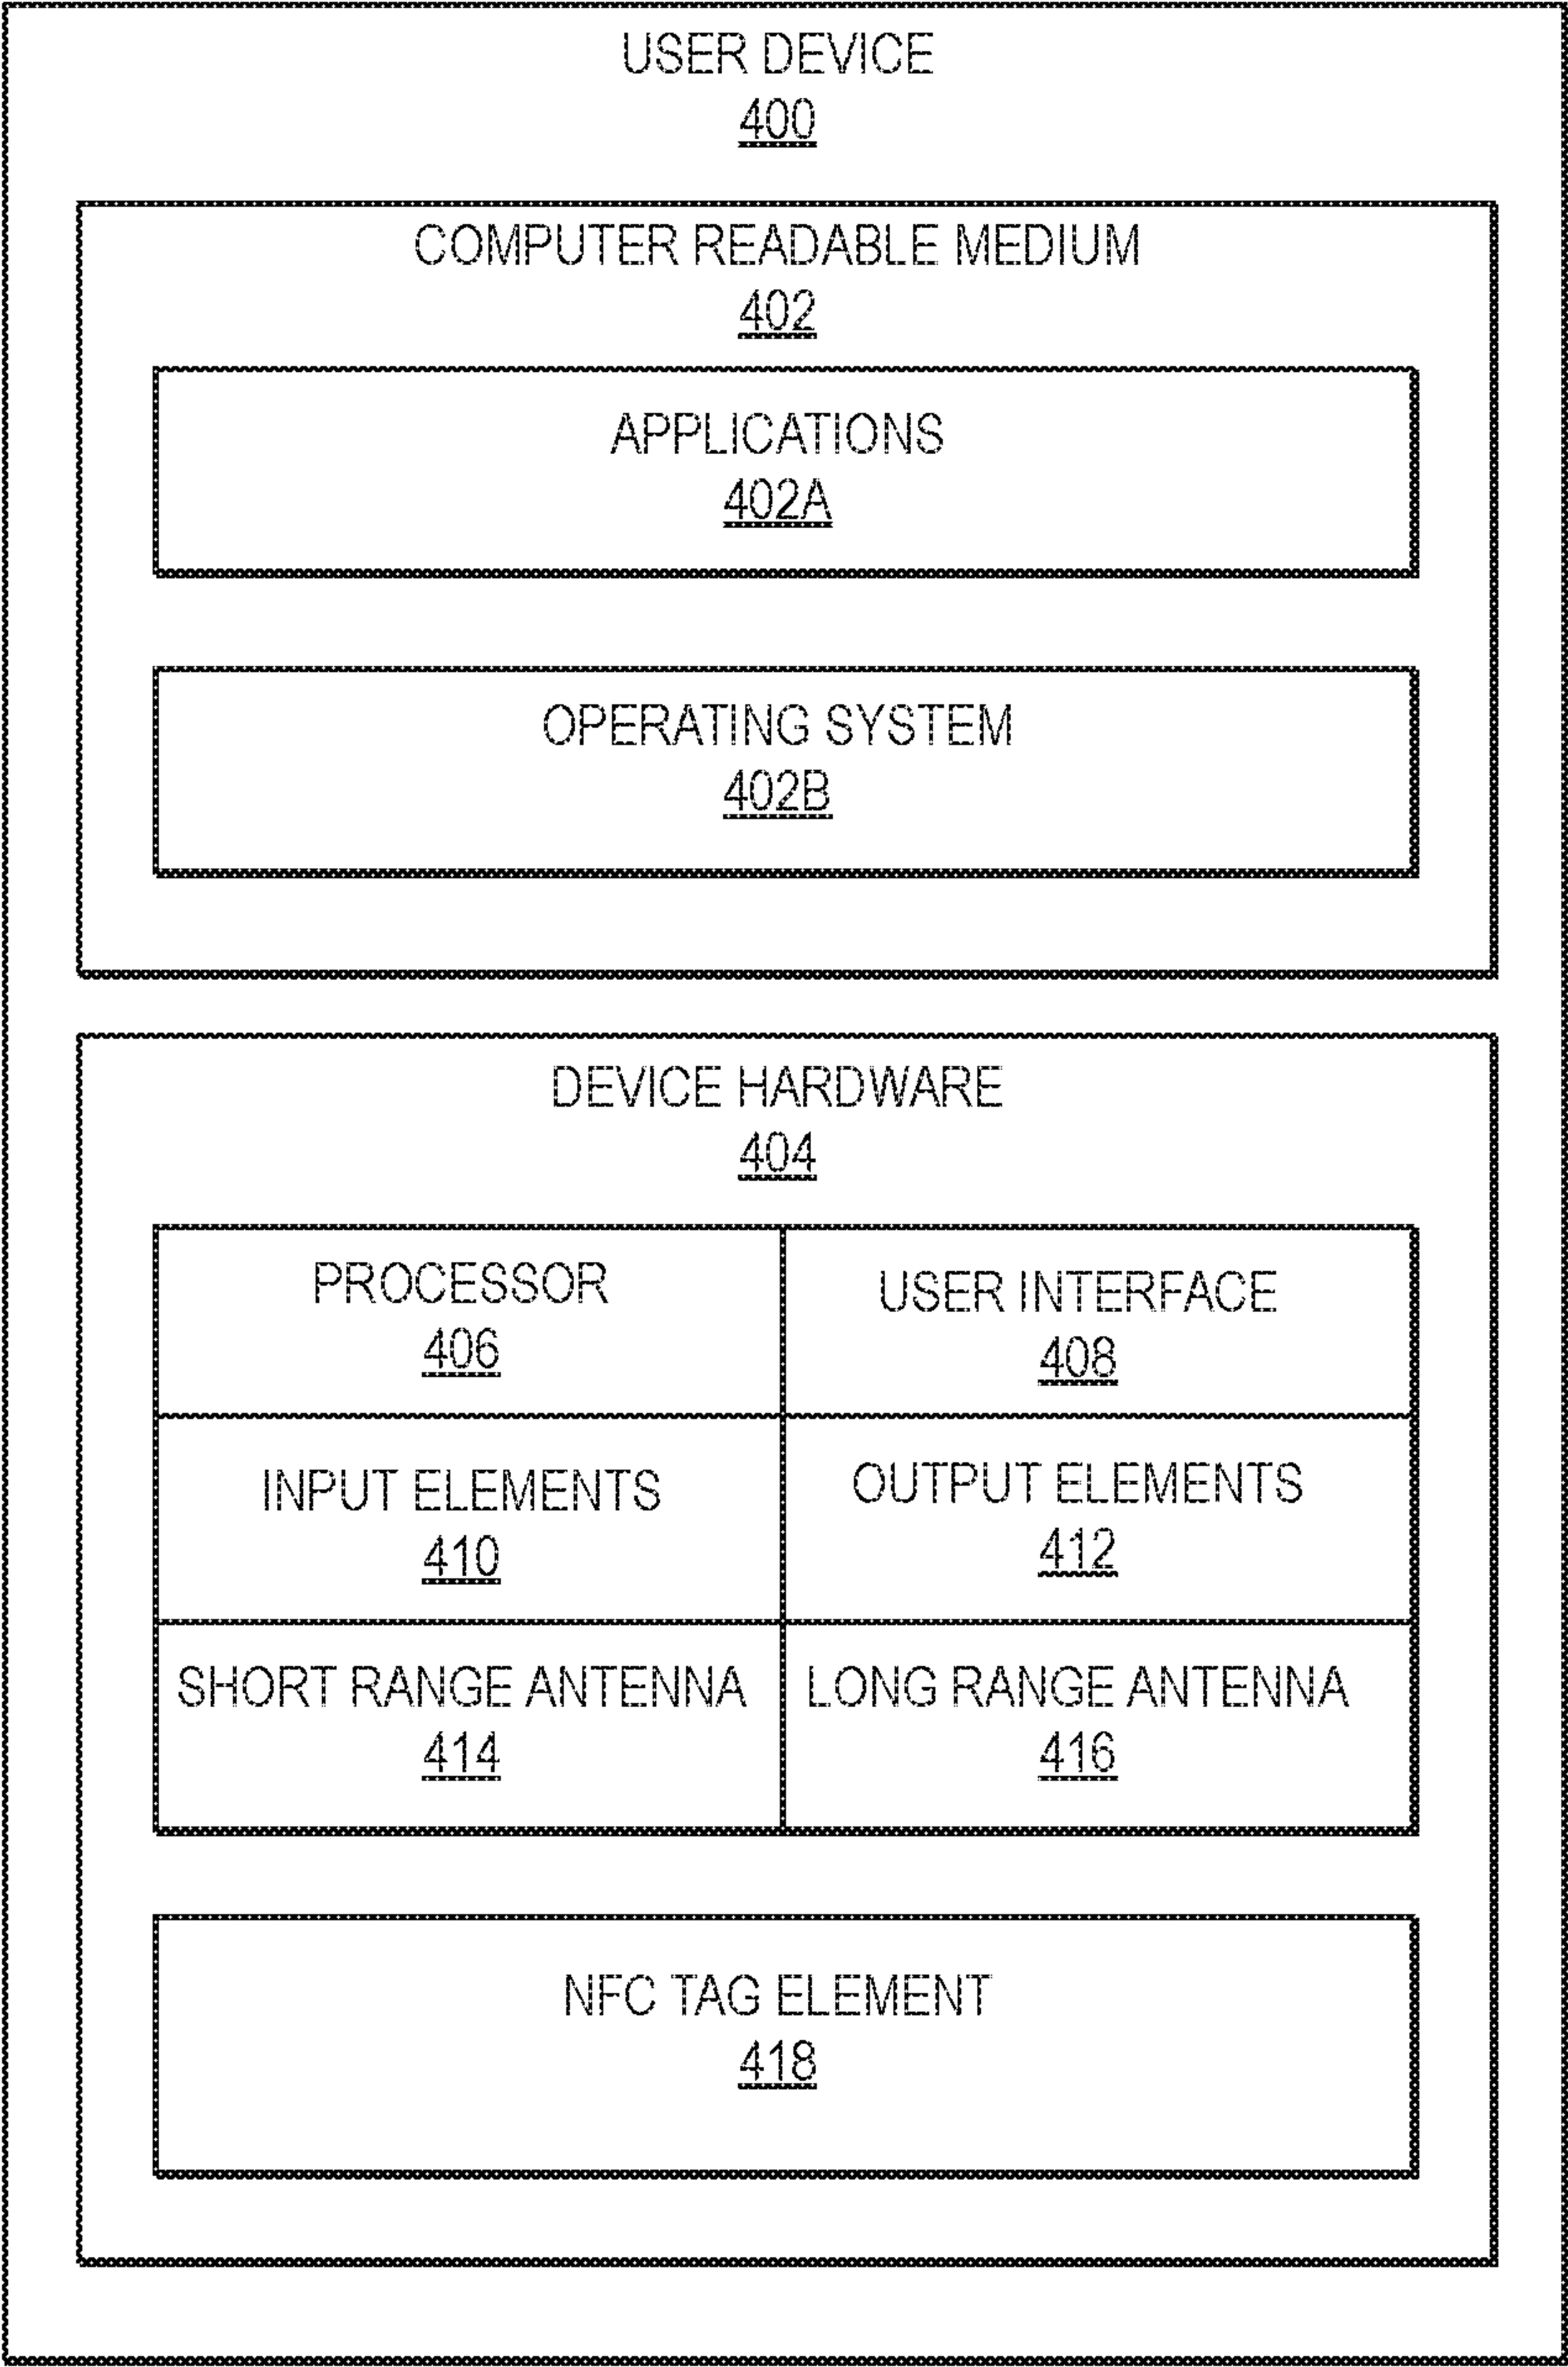 USER DEVICE
400
COMPUTER READABLE MEDIUM
402
APPLICATIONS
402A
OPERATING SYSTEM
402B
DEVICE HARDWARE
404
PROCESSOR
406
USER INTERFACE
408
INPUT ELEMENTS
410
OUTPUT ELEMENTS
412
SHORT RANGE ANTENNA
414
LONG RANGE ANTENNA
416
NFC TAG ELEMENT
418